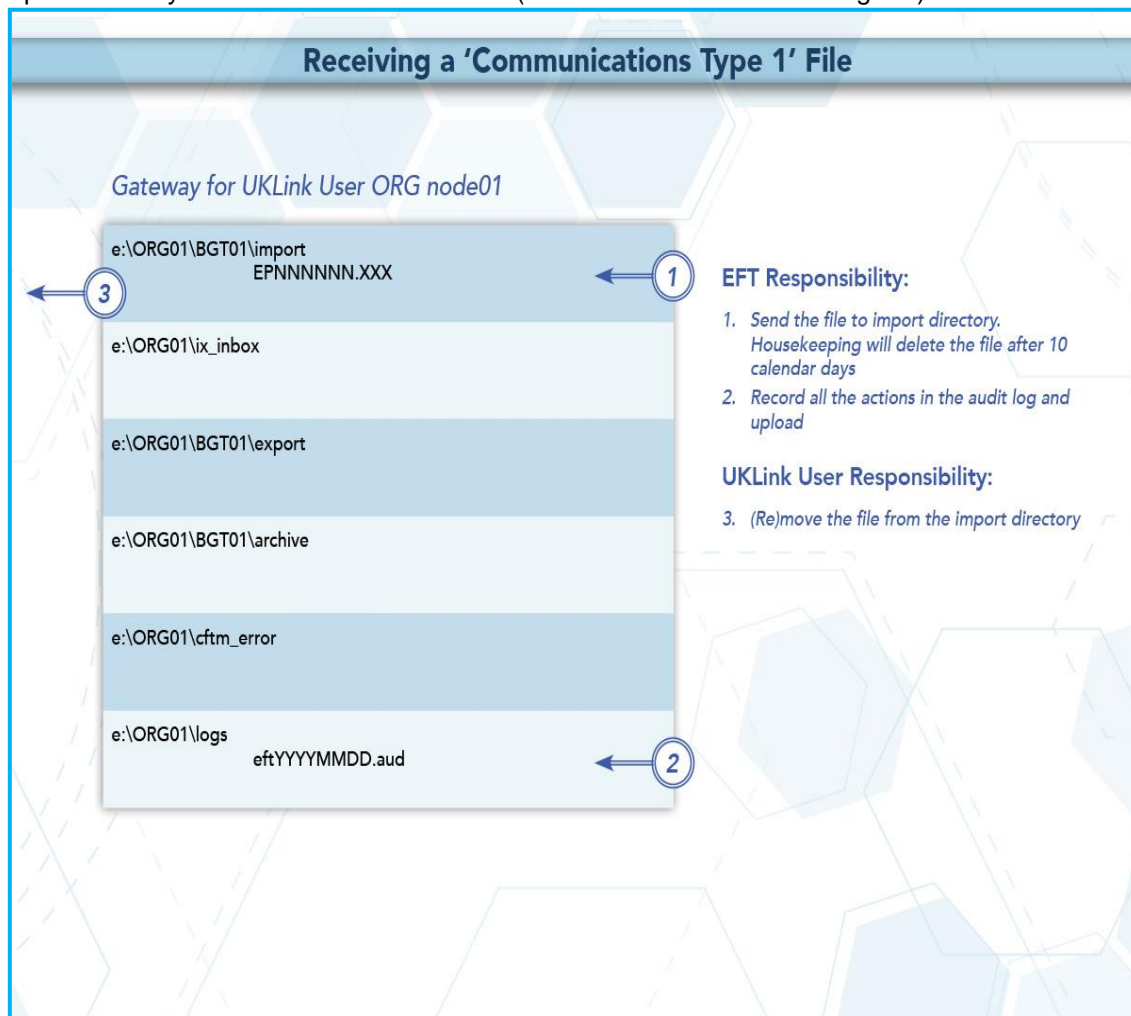 Receiving a 'Communications Type 1' File
Gateway for UKLink User ORG node01
e:\ORG01\BGT01\import
EPNNNNNN.XXX
1
3
e:\ORG01\ix_inbox
e:\ORG01\BGT01\export
e:\ORG01\BGT01\archive
e:\ORG01\cftm_error
e:\ORG01\logs
eftYYYYMMDD.aud
2
EFT Responsibility:
1. Send the file to import directory.
Housekeeping will delete the file after 10
calendar days
2. Record all the actions in the audit log and
upload
UKLink User Responsibility:
3. (Re)move the file from the import directory